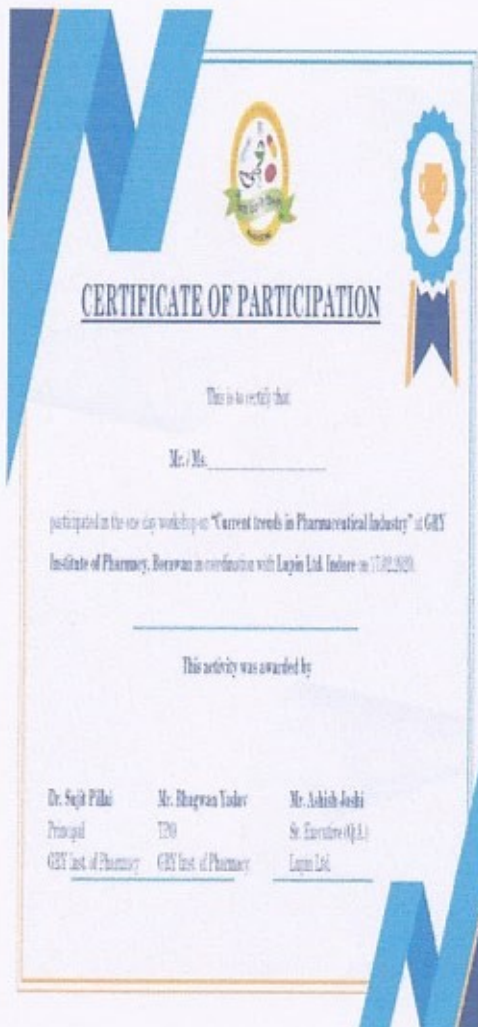 CERTIFICATE OF PARTICIPATION
This is to certify that
Mr. / Ms.
participated in the one day workshop on "Current trends in Pharmaceutical Industry" at GRY
Institute of Pharmacy, Borawan in cordination with Lupin Ltd. Indore on 17.02.2020.
This activity was awarded by
Dr. Sujit Pillai Mr. Bhagwan Yadav Mr. Ashish Joshi
Principal TPO Sr. Executive (Q.A.)
GRY Inst. of Pharmacy GRY Inst. of Pharmacy Lupin Ltd.